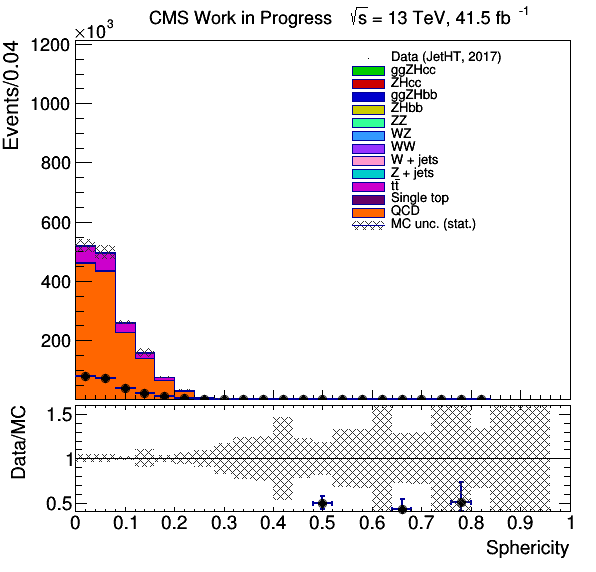 CMS Work in Progress √s = 13 TeV, 41.5 fb⁻¹
×10³
Events/0.04
1200
1000
800
600
400
200
Data (JetHT, 2017)
ggZHcc
ZHcc
ggZHbb
ZHbb
ZZ
WZ
WW
W + jets
Z + jets
tt̄
Single top
QCD
MC unc. (stat.)
Data/MC
1.5
1
0.5
0 0.1 0.2 0.3 0.4 0.5 0.6 0.7 0.8 0.9 1
Sphericity